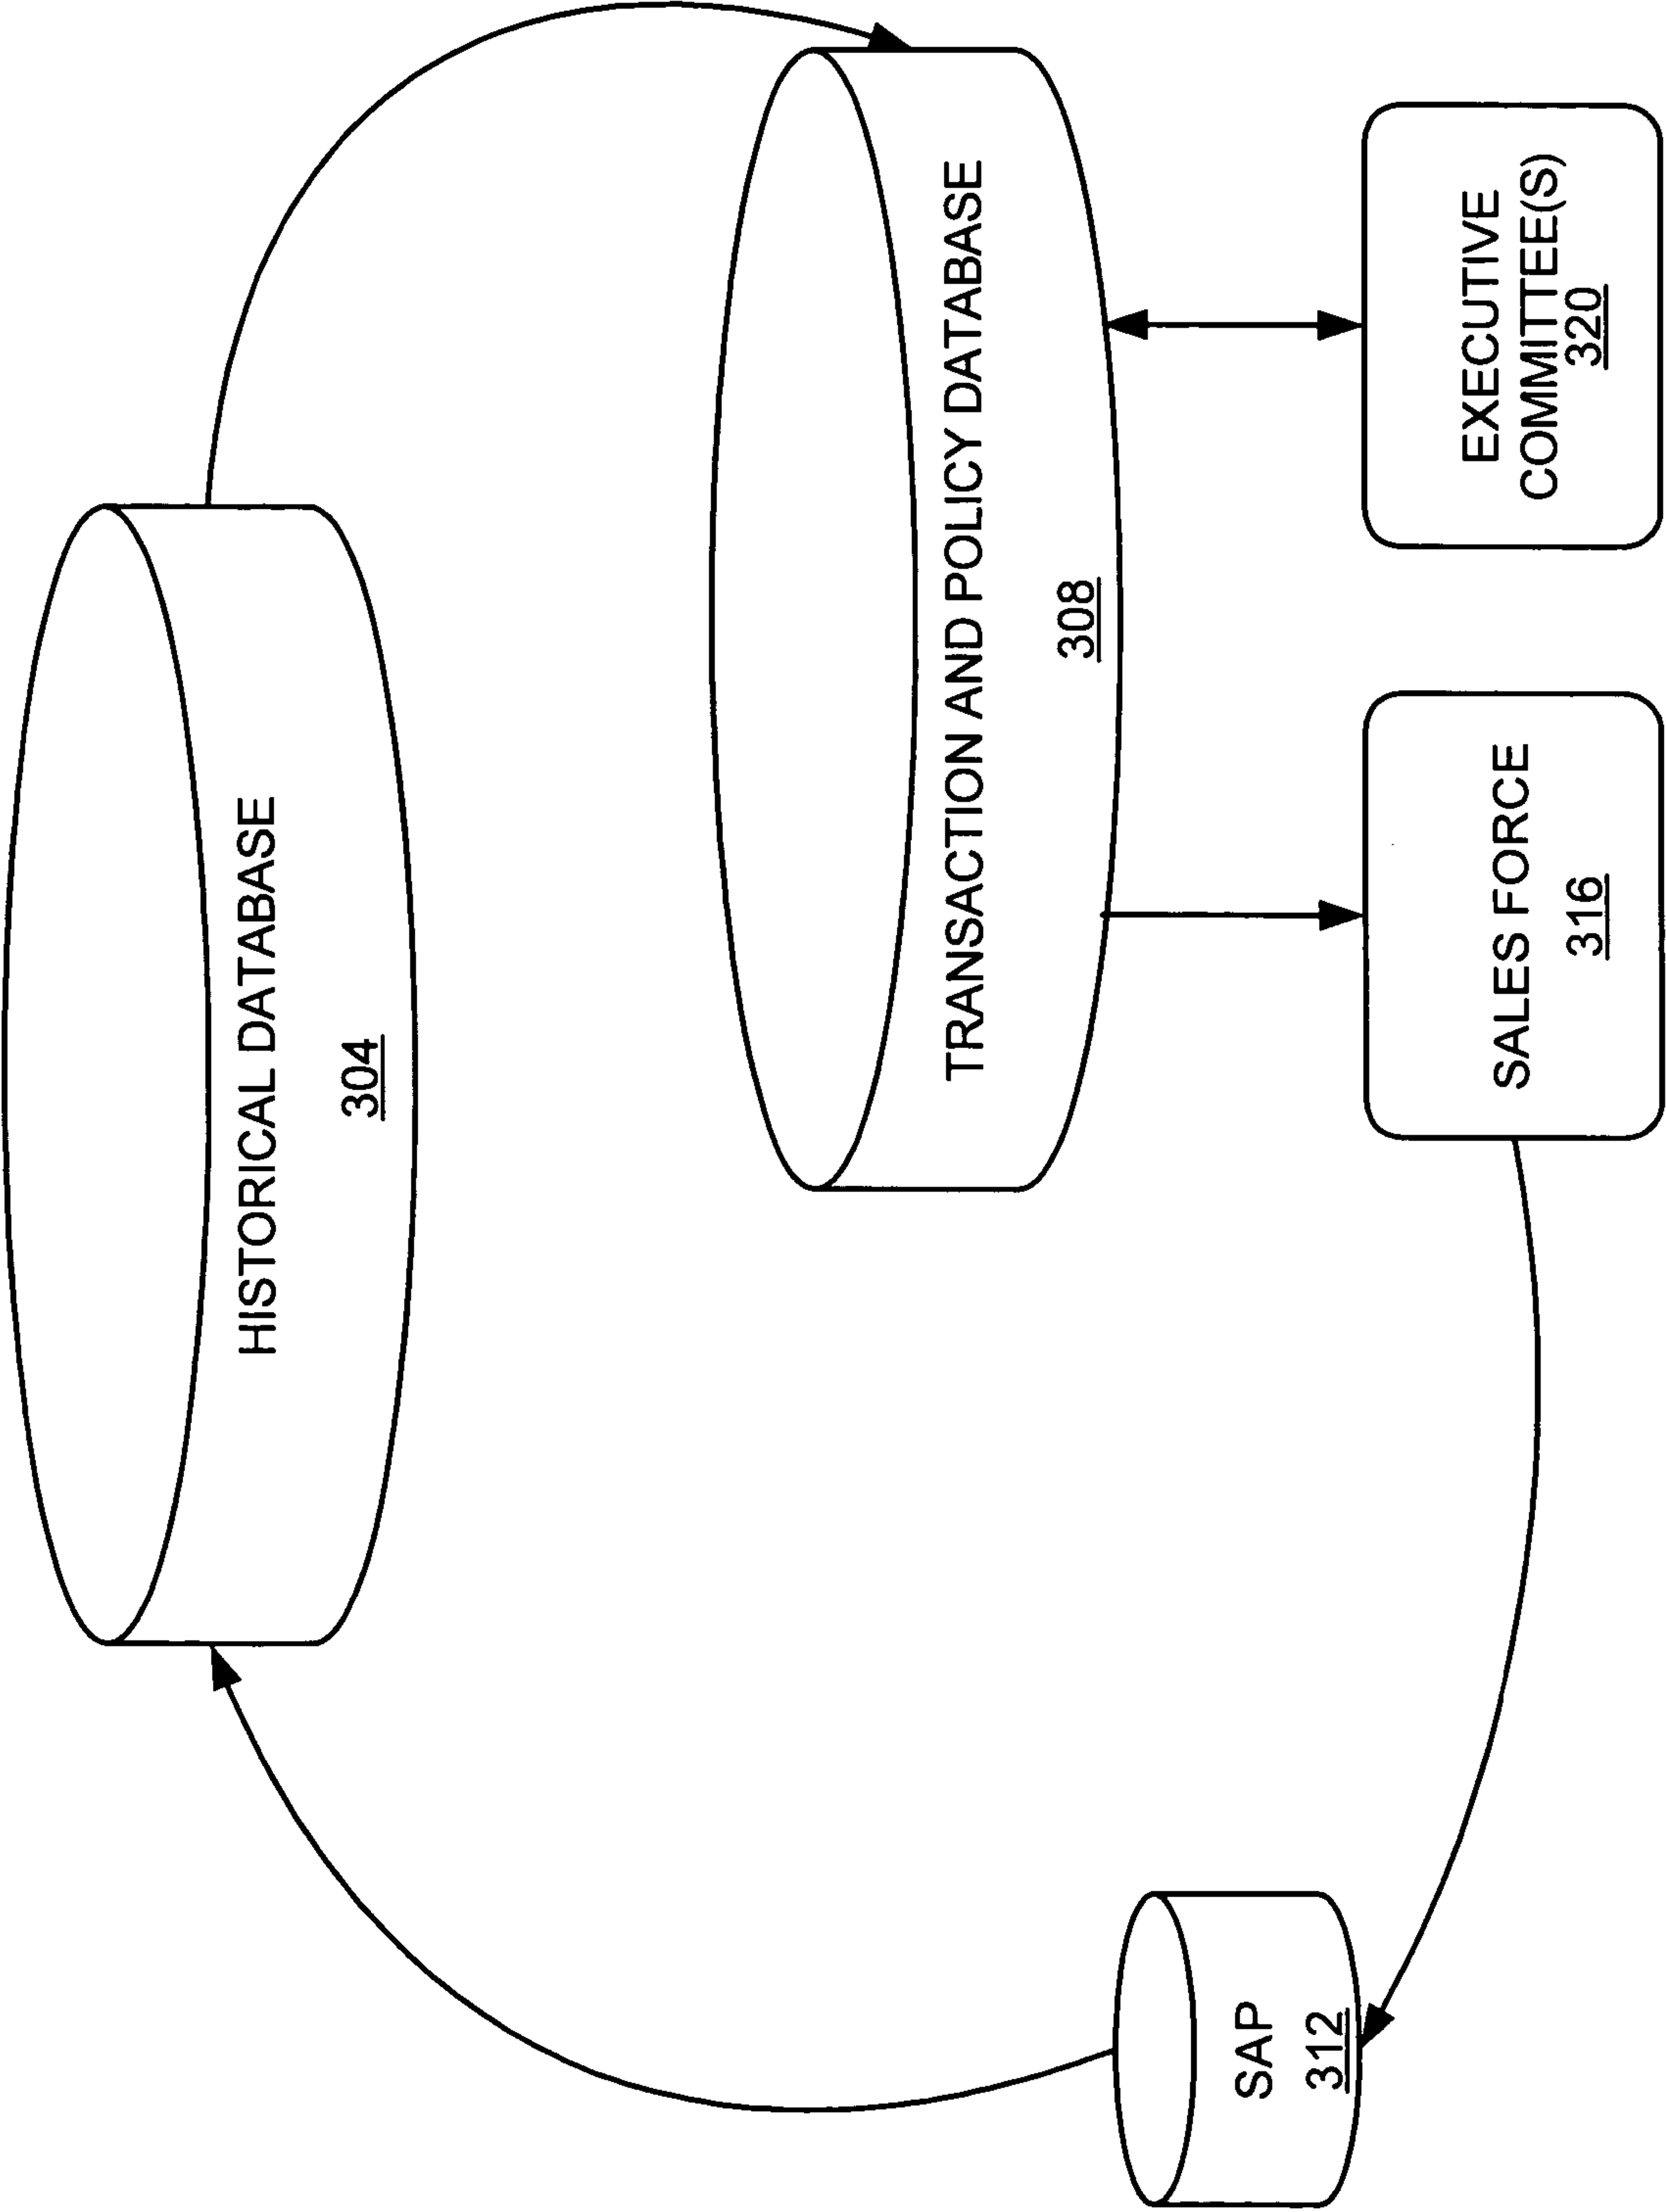 HISTORICAL DATABASE
304
TRANSACTION AND POLICY DATABASE
308
SAP
312
SALES FORCE
316
EXECUTIVE
COMMITTEE(S)
320